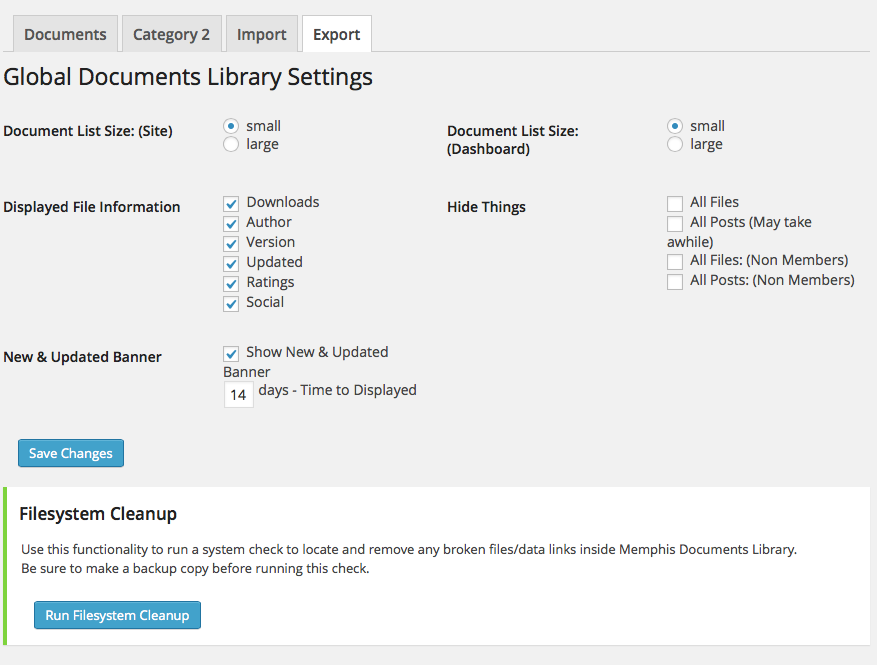 Documents
Category 2
Import
Export
Global Documents Library Settings
Document List Size: (Site)
small
large
Document List Size:
(Dashboard)
small
large
Displayed File Information
Downloads
Author
Version
Updated
Ratings
Social
Hide Things
All Files
All Posts (May take
awhile)
All Files: (Non Members)
All Posts: (Non Members)
New & Updated Banner
Show New & Updated
Banner
14 days - Time to Displayed
Save Changes
Filesystem Cleanup
Use this functionality to run a system check to locate and remove any broken files/data links inside Memphis Documents Library.
Be sure to make a backup copy before running this check.
Run Filesystem Cleanup